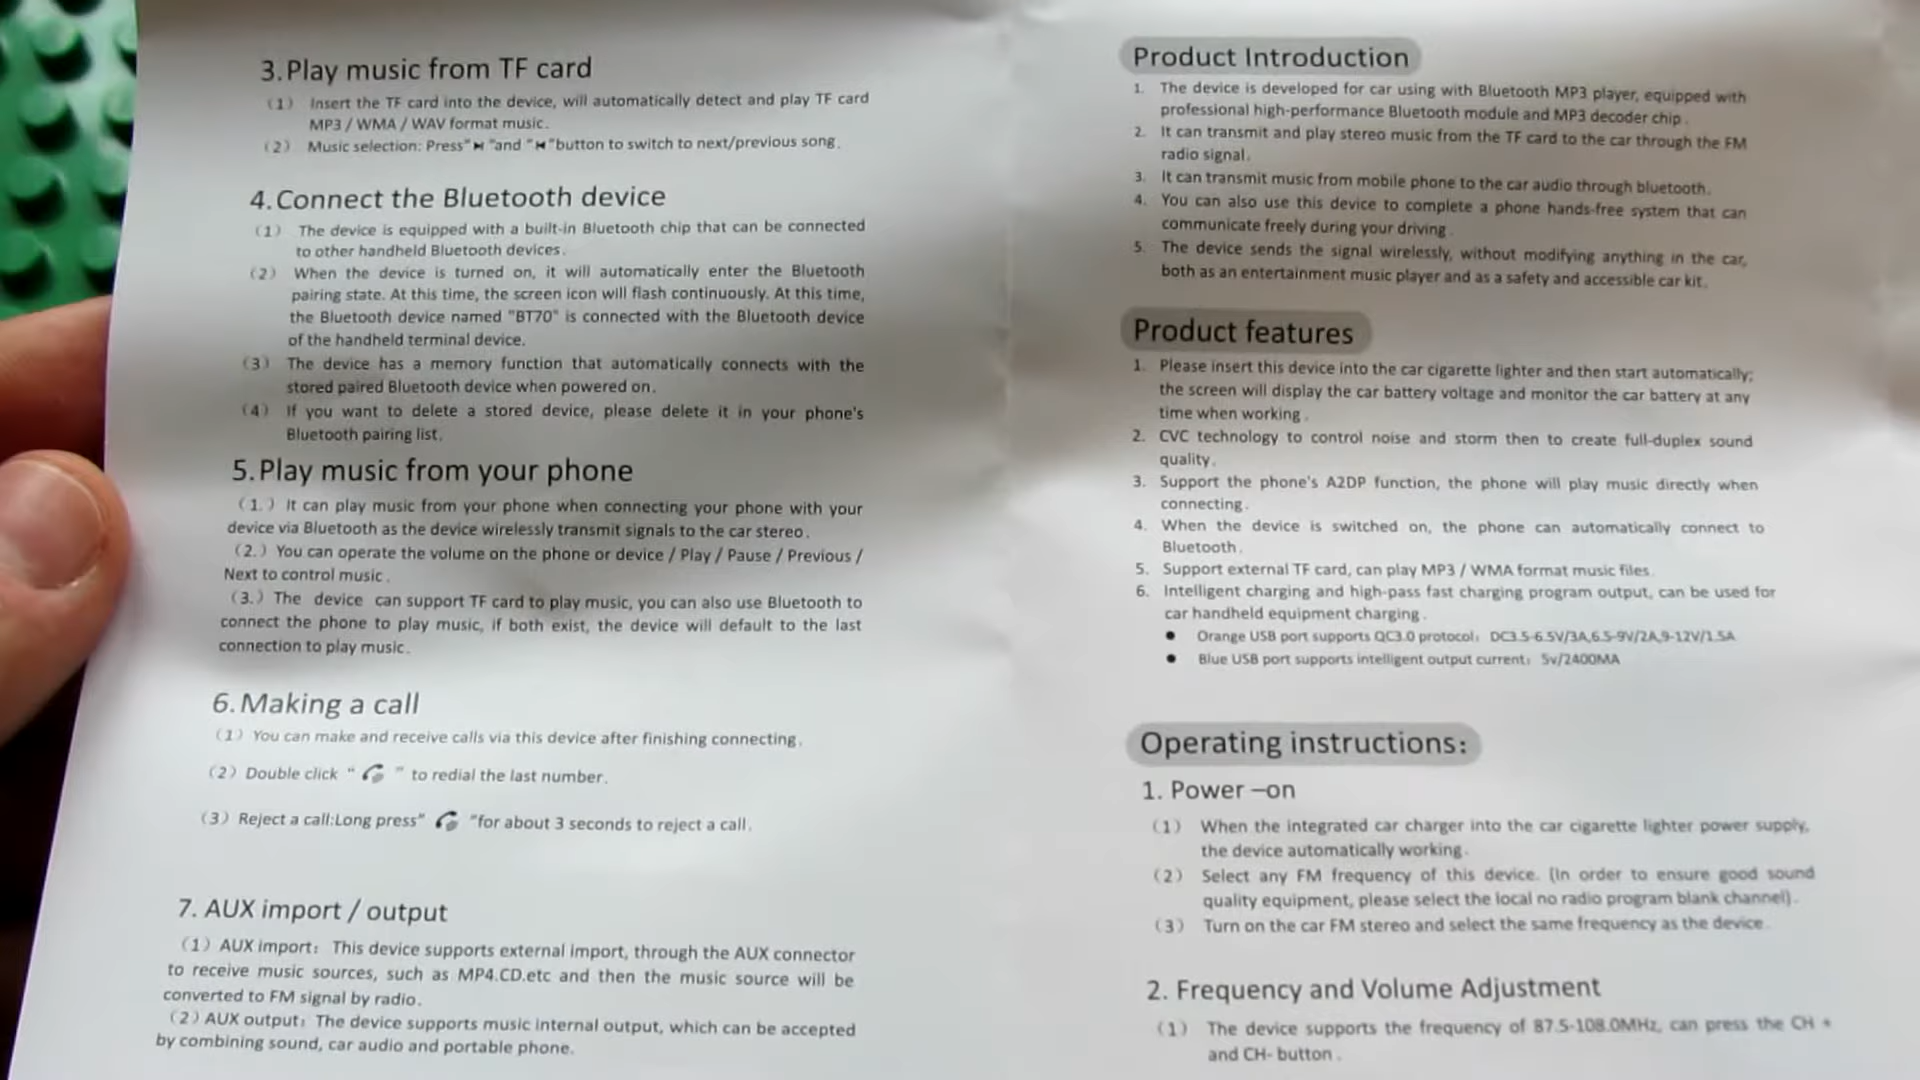 3.Play music from TF card
(1) Insert the TF card into the device, will automatically detect and play TF card
MP3 / WMA / WAV format music.
(2) Music selection: Press"⏭"and "⏮"button to switch to next/previous song.
4.Connect the Bluetooth device
(1) The device is equipped with a built-in Bluetooth chip that can be connected
to other handheld Bluetooth devices.
(2) When the device is turned on, it will automatically enter the Bluetooth
pairing state. At this time, the screen icon will flash continuously. At this time,
the Bluetooth device named "BT70" is connected with the Bluetooth device
of the handheld terminal device.
(3) The device has a memory function that automatically connects with the
stored paired Bluetooth device when powered on.
(4) If you want to delete a stored device, please delete it in your phone's
Bluetooth pairing list.
5.Play music from your phone
(1.) It can play music from your phone when connecting your phone with your
device via Bluetooth as the device wirelessly transmit signals to the car stereo.
(2.) You can operate the volume on the phone or device / Play / Pause / Previous /
Next to control music.
(3.) The device can support TF card to play music, you can also use Bluetooth to
connect the phone to play music, if both exist, the device will default to the last
connection to play music.
6.Making a call
(1) You can make and receive calls via this device after finishing connecting.
(2) Double click " " to redial the last number.
(3) Reject a call:Long press" "for about 3 seconds to reject a call.
7. AUX import / output
(1) AUX import: This device supports external import, through the AUX connector
to receive music sources, such as MP4.CD.etc and then the music source will be
converted to FM signal by radio.
(2) AUX output: The device supports music internal output, which can be accepted
by combining sound, car audio and portable phone.
Product Introduction
1. The device is developed for car using with Bluetooth MP3 player, equipped with
professional high-performance Bluetooth module and MP3 decoder chip.
2. It can transmit and play stereo music from the TF card to the car through the FM
radio signal.
3. It can transmit music from mobile phone to the car audio through bluetooth.
4. You can also use this device to complete a phone hands-free system that can
communicate freely during your driving.
5. The device sends the signal wirelessly, without modifying anything in the car,
both as an entertainment music player and as a safety and accessible car kit.
Product features
1. Please insert this device into the car cigarette lighter and then start automatically;
the screen will display the car battery voltage and monitor the car battery at any
time when working.
2. CVC technology to control noise and storm then to create full-duplex sound
quality.
3. Support the phone's A2DP function, the phone will play music directly when
connecting.
4. When the device is switched on, the phone can automatically connect to
Bluetooth.
5. Support external TF card, can play MP3 / WMA format music files.
6. Intelligent charging and high-pass fast charging program output, can be used for
car handheld equipment charging.
● Orange USB port supports QC3.0 protocol: DC3.5-6.5V/3A,6.5-9V/2A,9-12V/1.5A
● Blue USB port supports intelligent output current: 5v/2400MA
Operating instructions:
1. Power –on
(1) When the integrated car charger into the car cigarette lighter power supply,
the device automatically working.
(2) Select any FM frequency of this device. (In order to ensure good sound
quality equipment, please select the local no radio program blank channel).
(3) Turn on the car FM stereo and select the same frequency as the device.
2. Frequency and Volume Adjustment
(1) The device supports the frequency of 87.5-108.0MHz, can press the CH +
and CH- button.